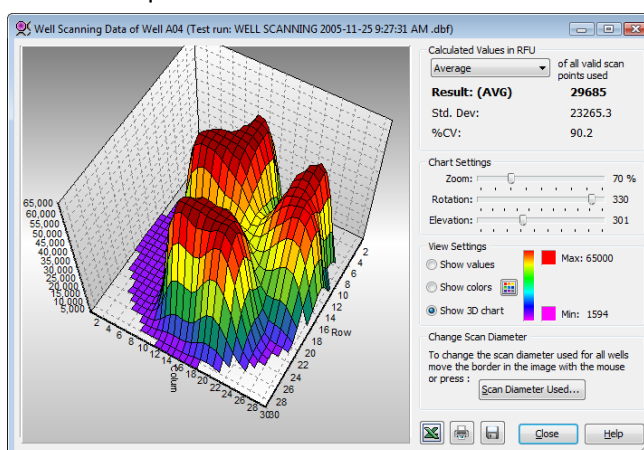 Well Scanning Data of Well A04 (Test run: WELL SCANNING 2005-11-25 9:27:31 AM .dbf)
Calculated Values in RFU
Average
of all valid scan
points used
Result: (AVG) 29685
Std. Dev: 23265.3
%CV: 90.2
Chart Settings
Zoom: 70 %
Rotation: 330
Elevation: 301
View Settings
Show values
Show colors
Show 3D chart
Max: 65000
Min: 1594
Change Scan Diameter
To change the scan diameter used for all wells
move the border in the image with the mouse
or press :
Scan Diameter Used...
Close
Help
65,000
60,000
55,000
50,000
45,000
40,000
35,000
30,000
25,000
20,000
15,000
10,000
5,000
2 4 6 8 10 12 14 16 18 20 22 24 26 28 30
Colum
2
4
6
8
10
12
14
16
18
20
22
24
26
28
30
Row